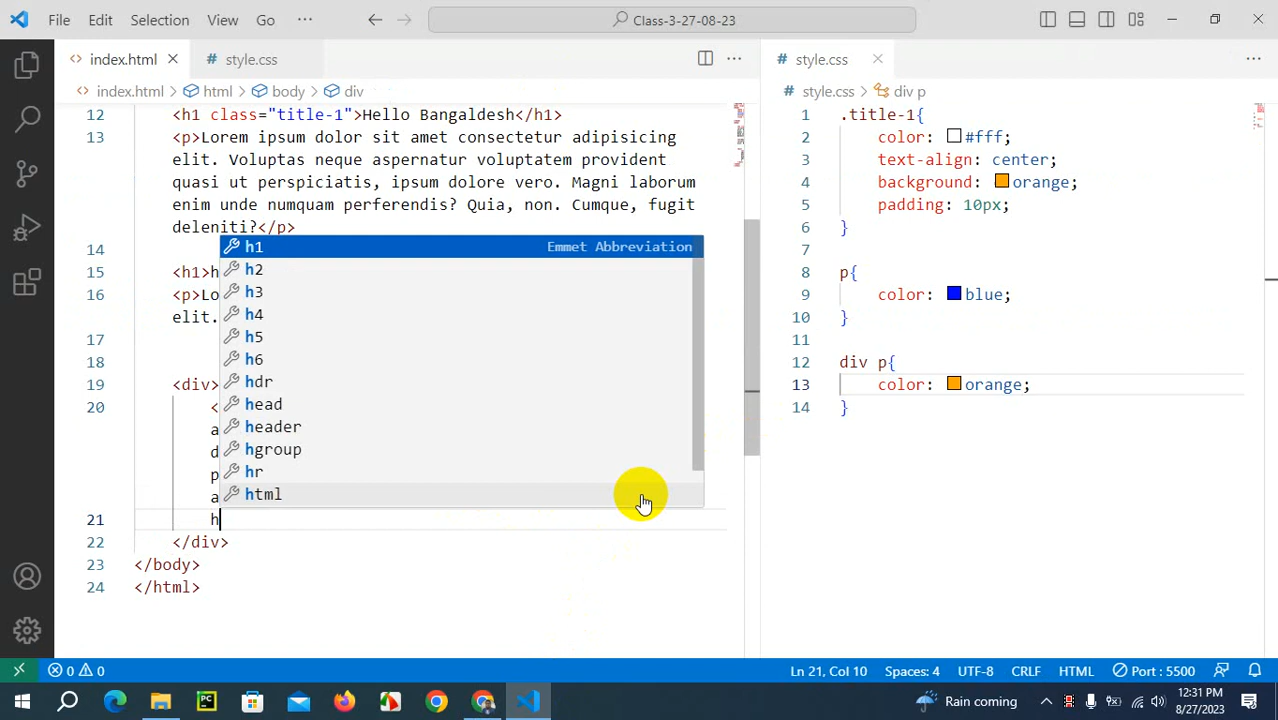 File Edit Selection View Go ··· Class-3-27-08-23
index.html style.css
index.html html body div
12 <h1 class="title-1">Hello Bangaldesh</h1>
13 <p>Lorem ipsum dolor sit amet consectetur adipisicing
elit. Voluptas neque aspernatur voluptatem provident
quasi ut perspiciatis, ipsum dolore vero. Magni laborum
enim unde numquam perferendis? Quia, non. Cumque, fugit
deleniti?</p>
14
15 <h1>h
16 <p>Lo
elit.
17
18
19 <div>
20 <
a
d
p
a
21 h
22 </div>
23 </body>
24 </html>
h1 Emmet Abbreviation
h2
h3
h4
h5
h6
hdr
head
header
hgroup
hr
html
style.css
style.css div p
1 .title-1{
2 color: #fff;
3 text-align: center;
4 background: orange;
5 padding: 10px;
6 }
7
8 p{
9 color: blue;
10 }
11
12 div p{
13 color: orange;
14 }
0 0 Ln 21, Col 10 Spaces: 4 UTF-8 CRLF HTML Port : 5500
PC Rain coming 12:31 PM
8/27/2023